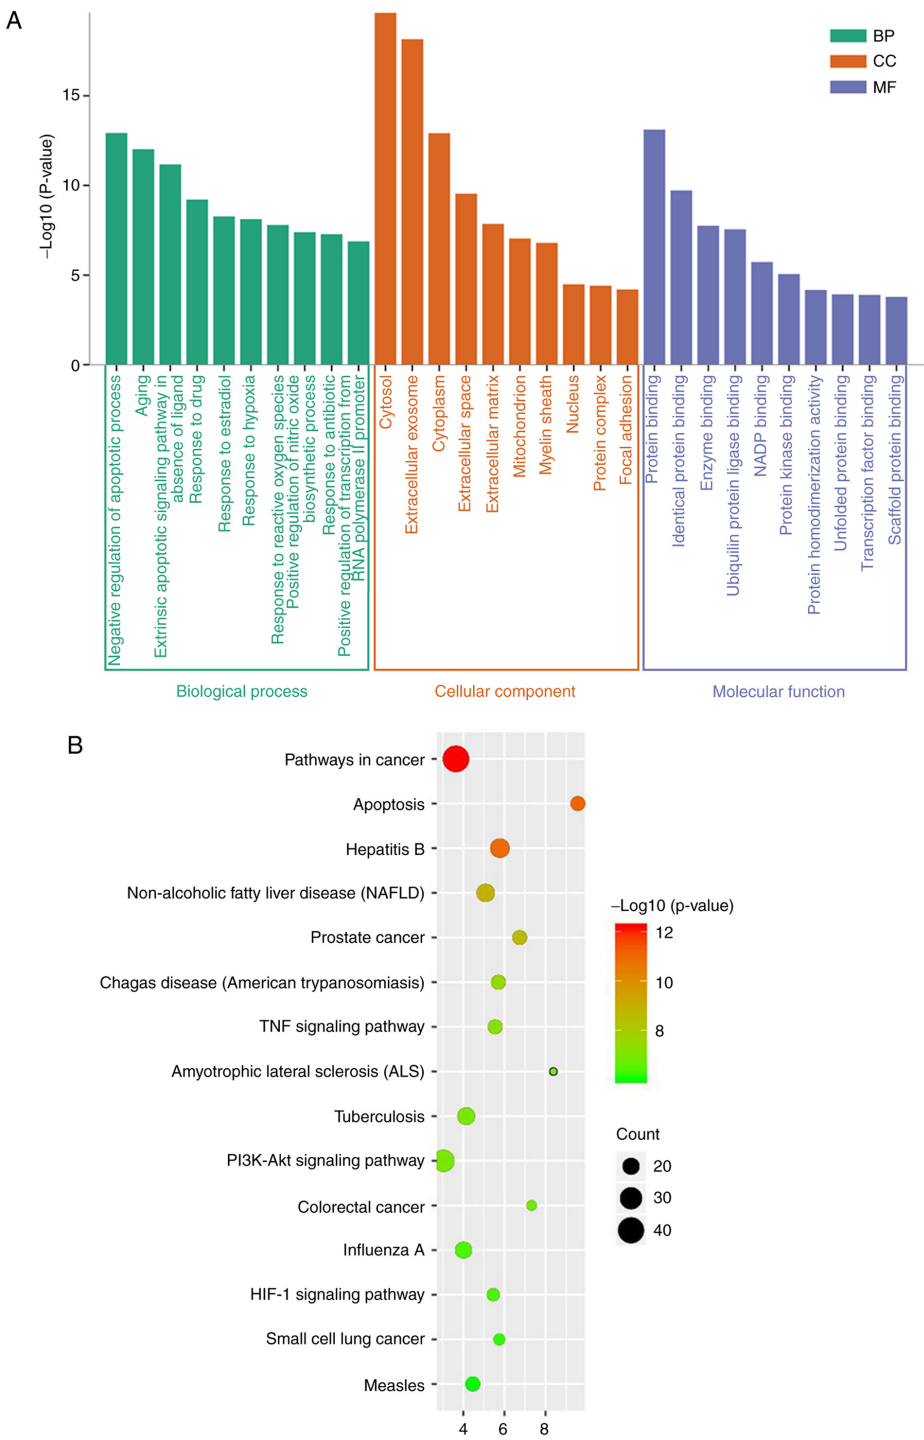 A
BP
CC
MF
–Log10 (P-value)
15
10
5
0
Negative regulation of apoptotic process
Aging
Extrinsic apoptotic signaling pathway in
absence of ligand
Response to drug
Response to estradiol
Response to hypoxia
Response to reactive oxygen species
Positive regulation of nitric oxide
biosynthetic process
Response to antibiotic
Positive regulation of transcription from
RNA polymerase II promoter
Cytosol
Extracellular exosome
Cytoplasm
Extracellular space
Extracellular matrix
Mitochondrion
Myelin sheath
Nucleus
Protein complex
Focal adhesion
Protein binding
Identical protein binding
Enzyme binding
Ubiquilin protein ligase binding
NADP binding
Protein kinase binding
Protein homodimerization activity
Unfolded protein binding
Transcription factor binding
Scaffold protein binding
Biological process
Cellular component
Molecular function
B
Pathways in cancer
Apoptosis
Hepatitis B
Non-alcoholic fatty liver disease (NAFLD)
Prostate cancer
Chagas disease (American trypanosomiasis)
TNF signaling pathway
Amyotrophic lateral sclerosis (ALS)
Tuberculosis
PI3K-Akt signaling pathway
Colorectal cancer
Influenza A
HIF-1 signaling pathway
Small cell lung cancer
Measles
4 6 8
–Log10 (p-value)
12
10
8
Count
20
30
40